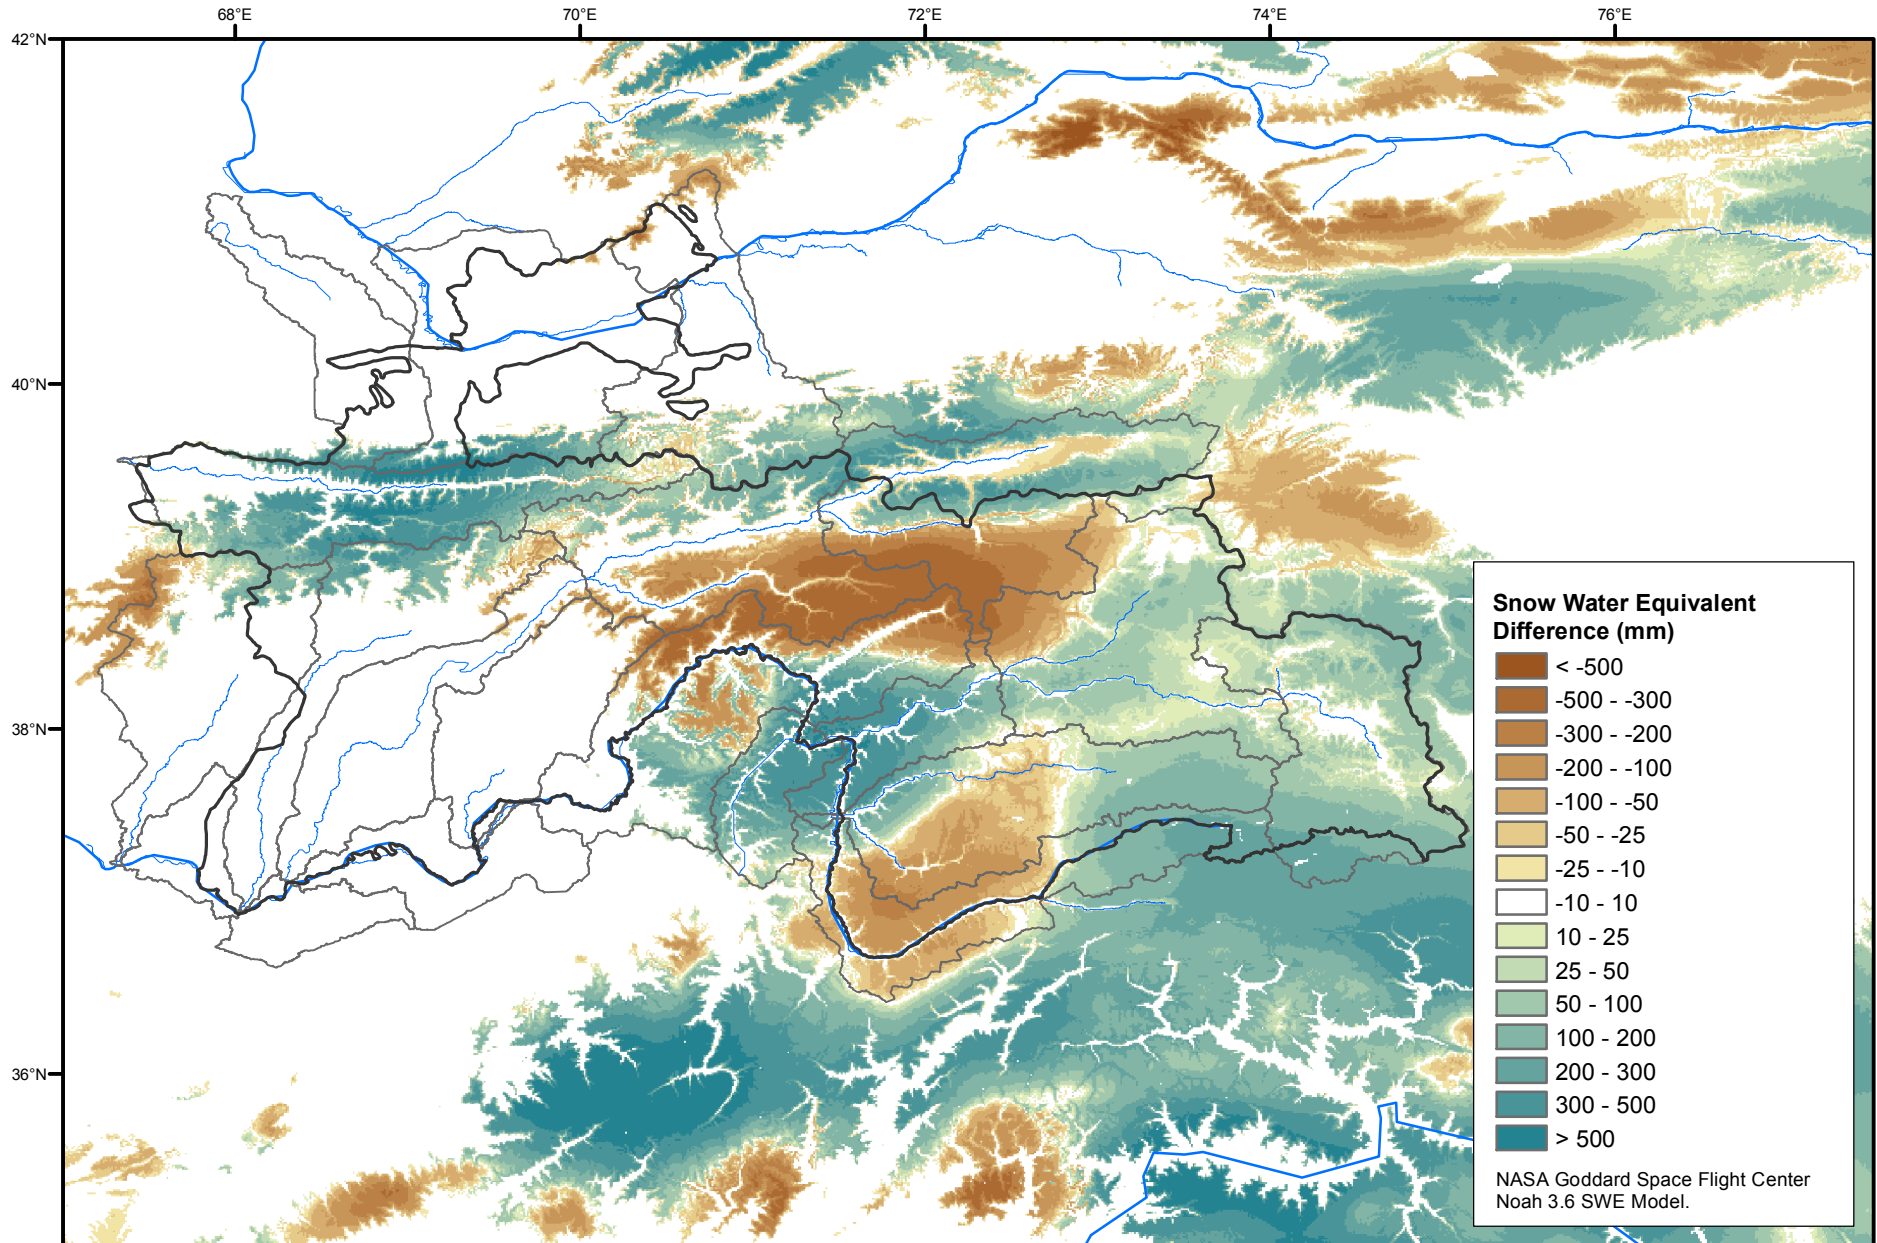 68°E
70°E
72°E
74°E
76°E
42°N
40°N
38°N
36°N
Snow Water Equivalent
Difference (mm)
< -500
-500 - -300
-300 - -200
-200 - -100
-100 - -50
-50 - -25
-25 - -10
-10 - 10
10 - 25
25 - 50
50 - 100
100 - 200
200 - 300
300 - 500
> 500
NASA Goddard Space Flight Center
Noah 3.6 SWE Model.